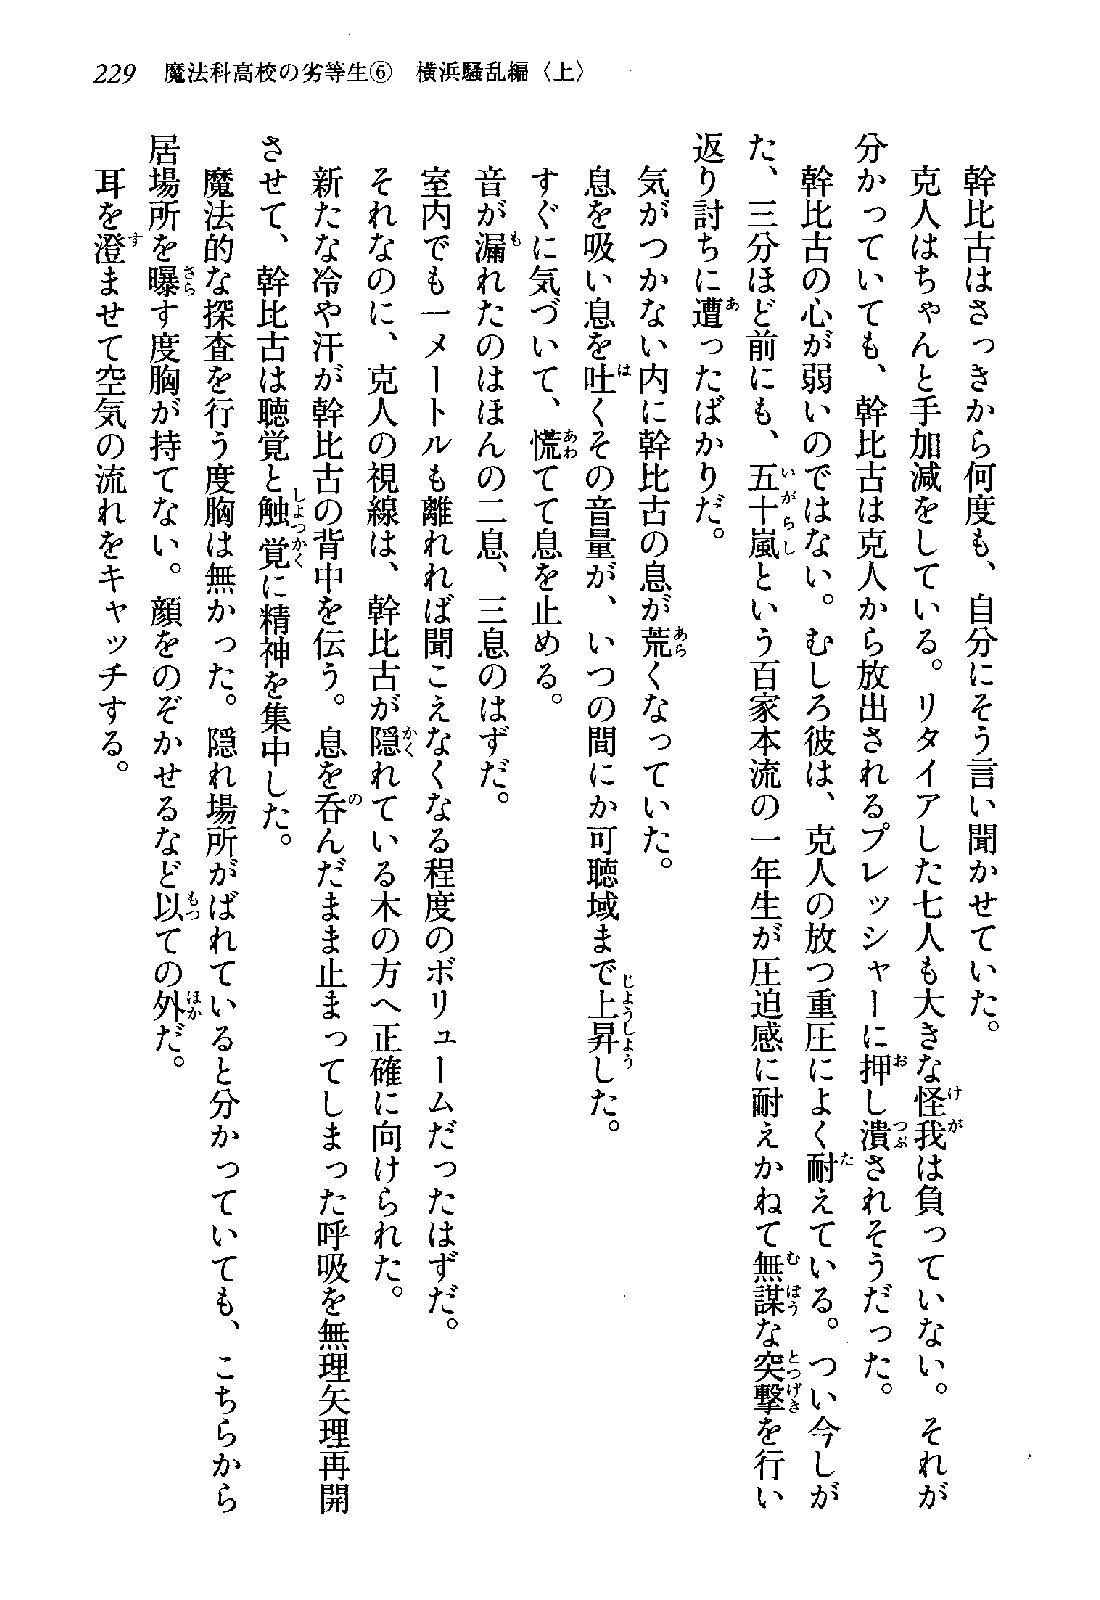 229　魔法科高校の劣等生⑥　横浜騒乱編〈上〉
幹比古はさっきから何度も、自分にそう言い聞かせていた。
克人はちゃんと手加減をしている。リタイアした七人も大きな怪我は負っていない。それが
分かっていても、幹比古は克人から放出されるプレッシャーに押し潰されそうだった。
幹比古の心が弱いのではない。むしろ彼は、克人の放つ重圧によく耐えている。つい今しが
た、三分ほど前にも、五十嵐という百家本流の一年生が圧迫感に耐えかねて無謀な突撃を行い
返り討ちに遭ったばかりだ。
気がつかない内に幹比古の息が荒くなっていた。
息を吸い息を吐くその音量が、いつの間にか可聴域まで上昇した。
すぐに気づいて、慌てて息を止める。
音が漏れたのはほんの二息、三息のはずだ。
室内でも一メートルも離れれば聞こえなくなる程度のボリュームだったはずだ。
それなのに、克人の視線は、幹比古が隠れている木の方へ正確に向けられた。
新たな冷や汗が幹比古の背中を伝う。息を呑んだまま止まってしまった呼吸を無理矢理再開
させて、幹比古は聴覚と触覚に精神を集中した。
魔法的な探査を行う度胸は無かった。隠れ場所がばれていると分かっていても、こちらから
居場所を曝す度胸が持てない。顔をのぞかせるなど以ての外だ。
耳を澄ませて空気の流れをキャッチする。